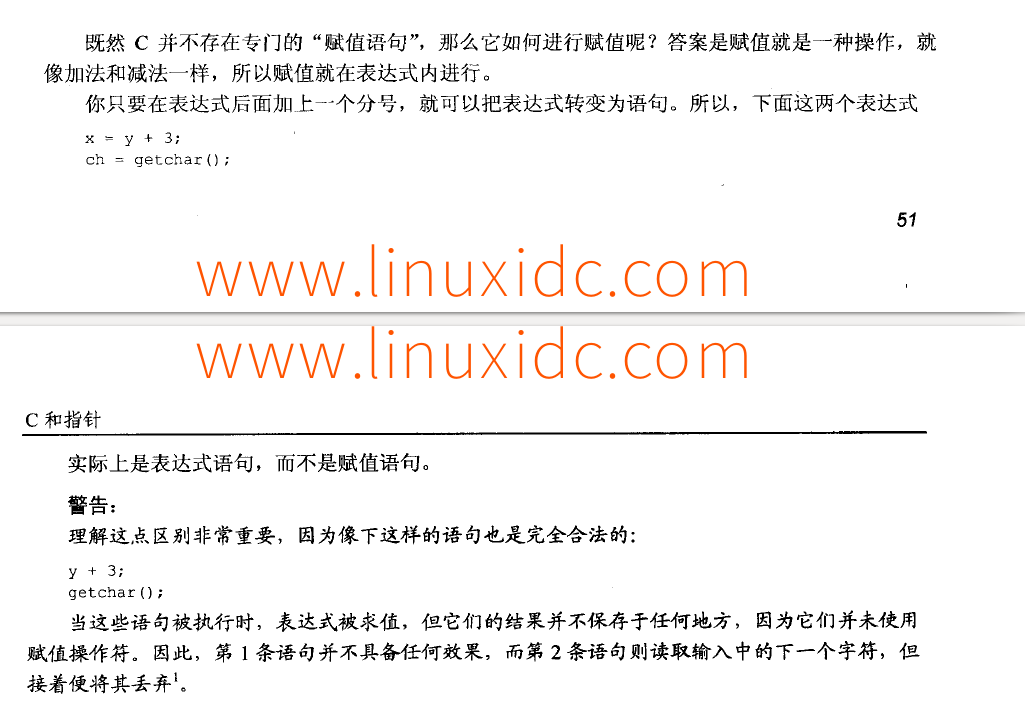 既然 C 并不存在专门的“赋值语句”，那么它如何进行赋值呢？答案是赋值就是一种操作，就
像加法和减法一样，所以赋值就在表达式内进行。
你只要在表达式后面加上一个分号，就可以把表达式转变为语句。所以，下面这两个表达式
x = y + 3;
ch = getchar();
51
www.linuxidc.com
www.linuxidc.com
C 和指针
实际上是表达式语句，而不是赋值语句。
警告：
理解这点区别非常重要，因为像下这样的语句也是完全合法的：
y + 3;
getchar();
当这些语句被执行时，表达式被求值，但它们的结果并不保存于任何地方，因为它们并未使用
赋值操作符。因此，第 1 条语句并不具备任何效果，而第 2 条语句则读取输入中的下一个字符，但
接着便将其丢弃1。